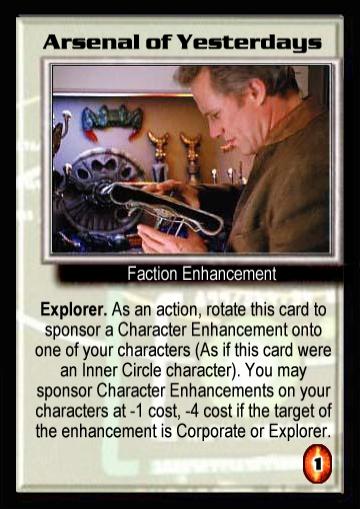 Arsenal of Yesterdays
Faction Enhancement
Explorer. As an action, rotate this card to
sponsor a Character Enhancement onto
one of your characters (As if this card were
an Inner Circle character). You may
sponsor Character Enhancements on your
characters at -1 cost, -4 cost if the target of
the enhancement is Corporate or Explorer.
1